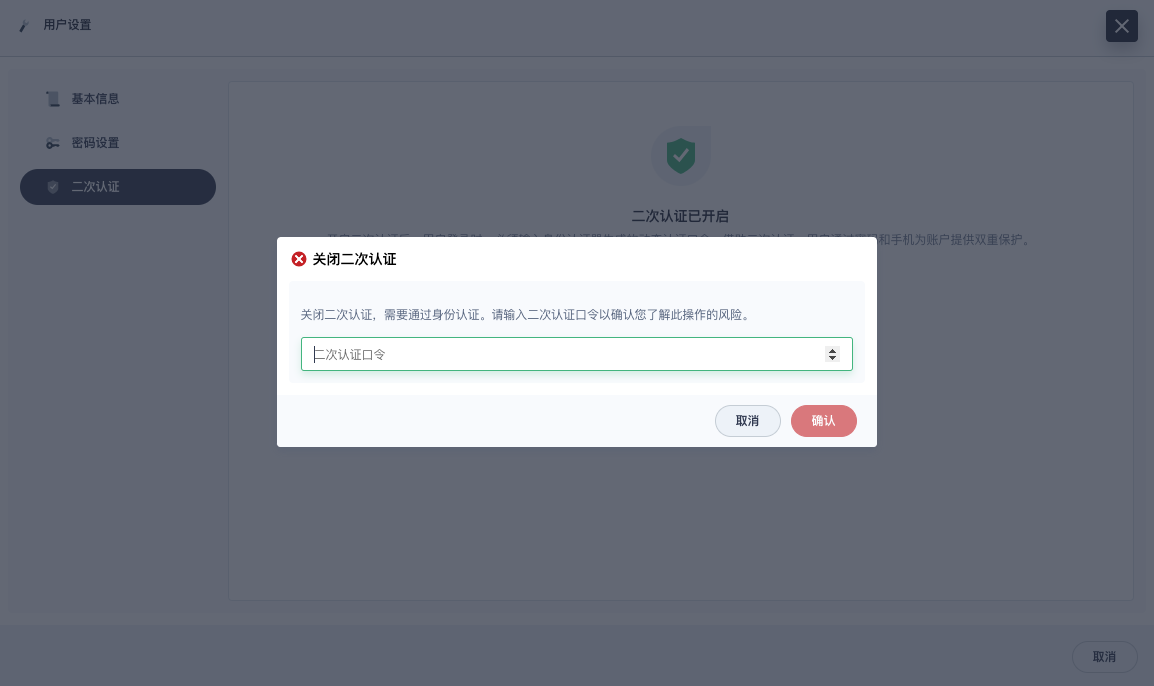 用户设置
基本信息
密码设置
二次认证
二次认证已开启
和手机为账户提供双重保护。
关闭二次认证
关闭二次认证，需要通过身份认证。请输入二次认证口令以确认您了解此操作的风险。
二次认证口令
取消
确认
取消